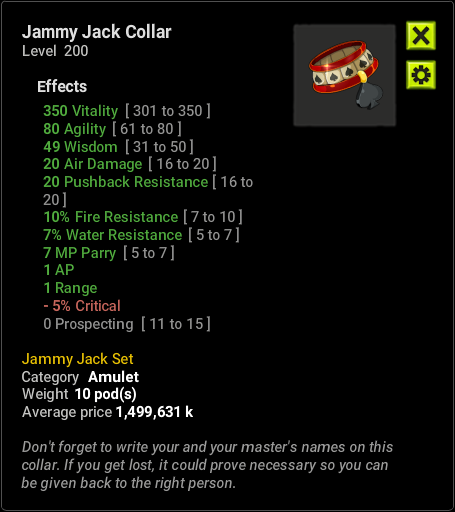 Jammy Jack Collar
Level 200
Effects
350 Vitality [ 301 to 350 ]
80 Agility [ 61 to 80 ]
49 Wisdom [ 31 to 50 ]
20 Air Damage [ 16 to 20 ]
20 Pushback Resistance [ 16 to
20 ]
10% Fire Resistance [ 7 to 10 ]
7% Water Resistance [ 5 to 7 ]
7 MP Parry [ 5 to 7 ]
1 AP
1 Range
- 5% Critical
0 Prospecting [ 11 to 15 ]
Jammy Jack Set
Category Amulet
Weight 10 pod(s)
Average price 1,499,631 k
Don't forget to write your and your master's names on this
collar. If you get lost, it could prove necessary so you can
be given back to the right person.